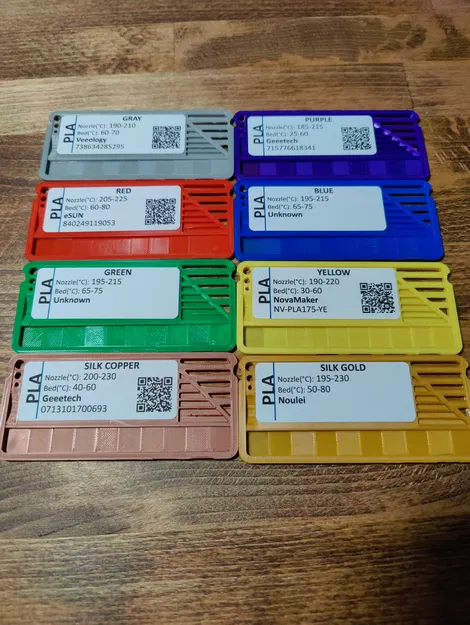 GRAY
PLA
Nozzle(°C): 190-210
Bed(°C): 60-70
Veeology
738634285295
PURPLE
PLA
Nozzle(°C): 185-215
Bed(°C): 25-60
Geeetech
715776618341
RED
PLA
Nozzle(°C): 205-225
Bed(°C): 60-80
eSUN
840249119053
BLUE
PLA
Nozzle(°C): 195-215
Bed(°C): 65-75
Unknown
GREEN
PLA
Nozzle(°C): 195-215
Bed(°C): 65-75
Unknown
YELLOW
PLA
Nozzle(°C): 190-220
Bed(°C): 30-60
NovaMaker
NV-PLA175-YE
SILK COPPER
PLA
Nozzle(°C): 200-230
Bed(°C): 40-60
Geeetech
0713101700693
SILK GOLD
PLA
Nozzle(°C): 195-230
Bed(°C): 50-80
Noulei